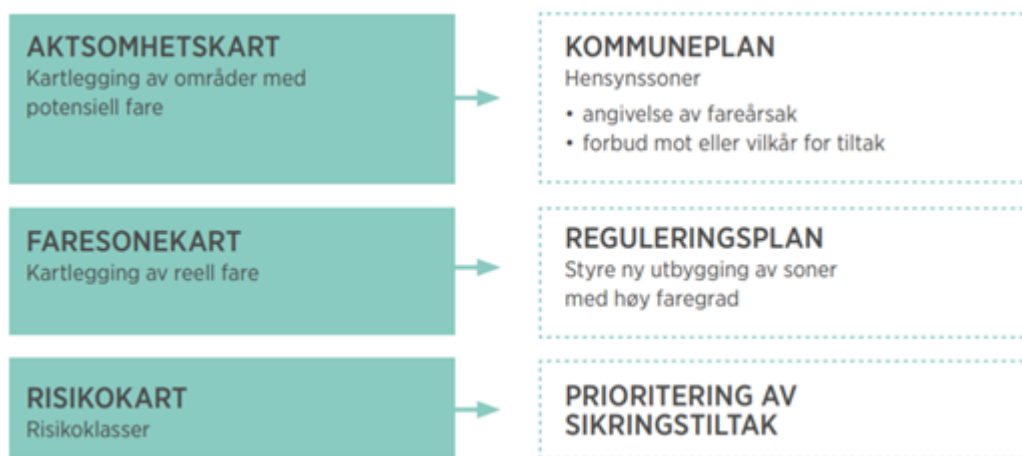 AKTSOMHETSKART
Kartlegging av områder med
potensiell fare
KOMMUNEPLAN
Hensynssoner
• angivelse av fareårsak
• forbud mot eller vilkår for tiltak
FARESONEKART
Kartlegging av reell fare
REGULERINGSPLAN
Styre ny utbygging av soner
med høy faregrad
RISIKOKART
Risikoklasser
PRIORITERING AV
SIKRINGSTILTAK